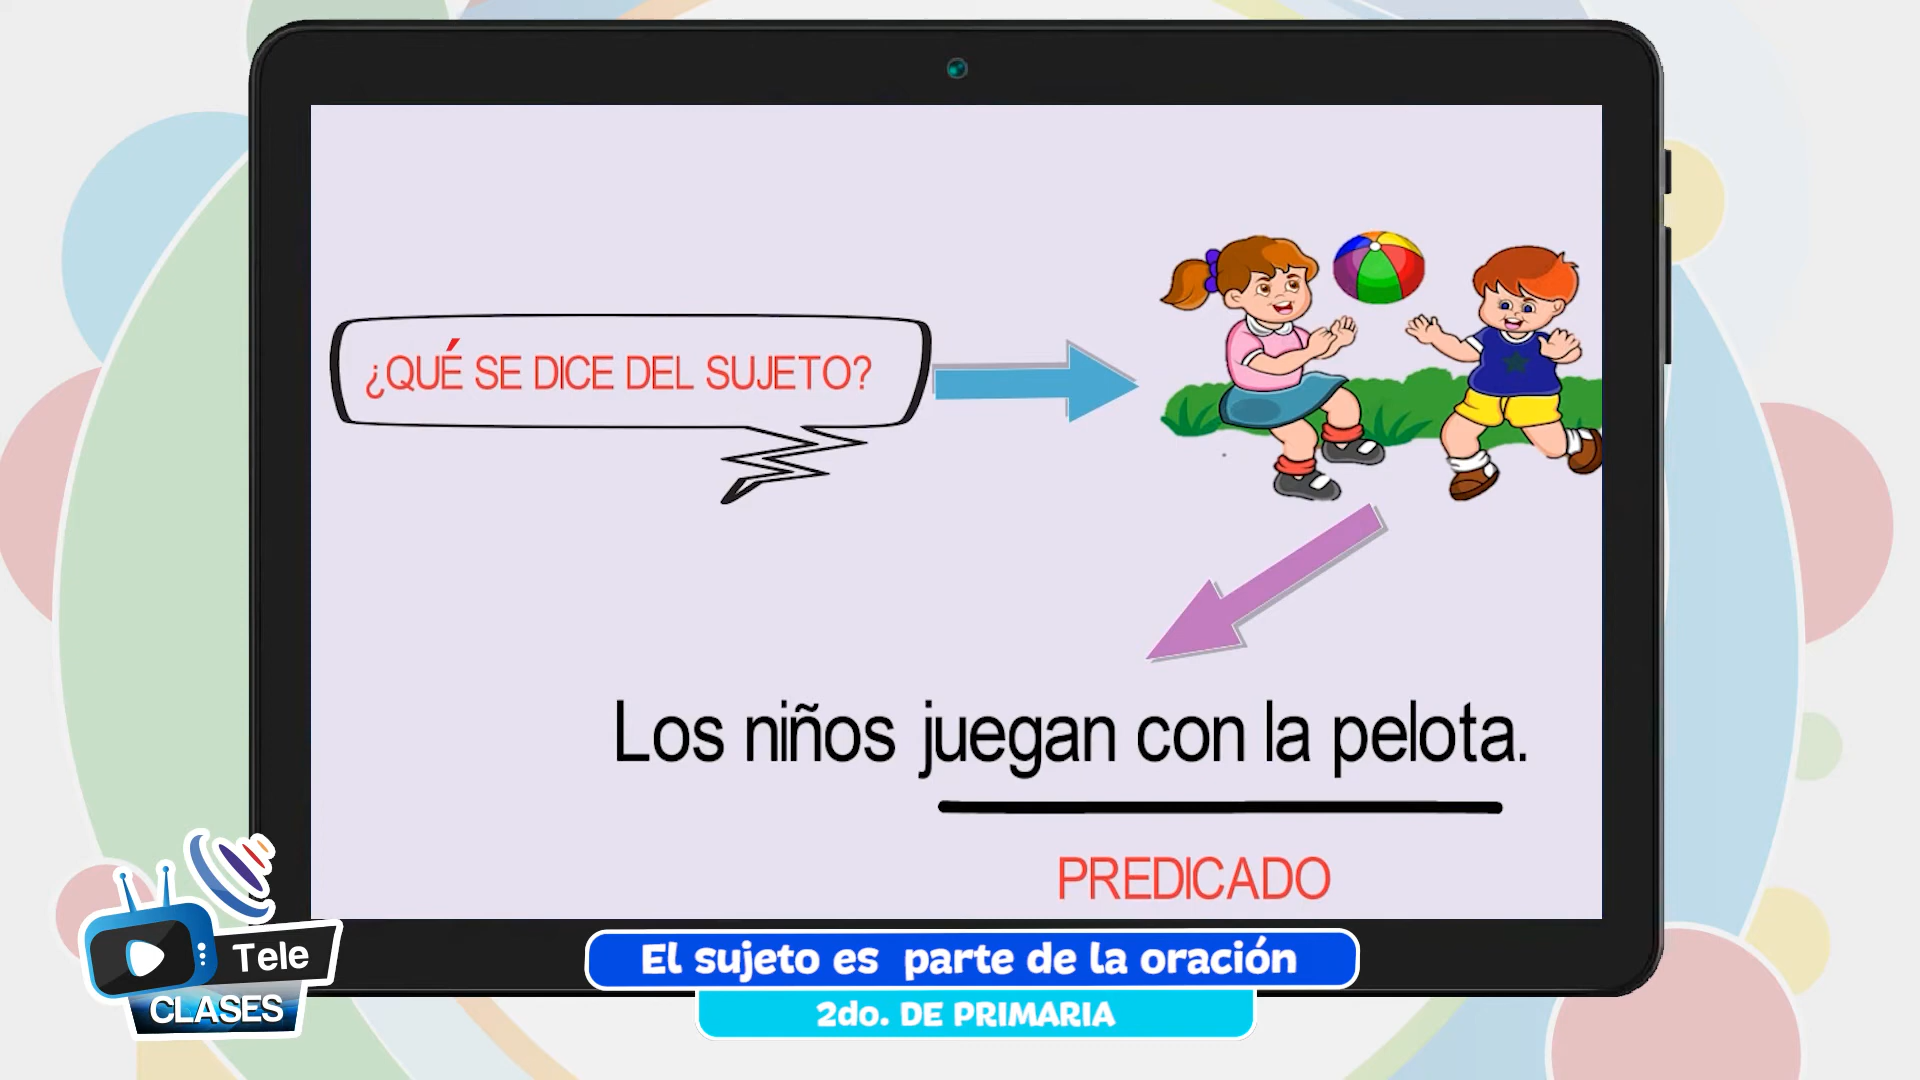 ¿QUÉ SE DICE DEL SUJETO?
Los niños juegan con la pelota.
PREDICADO
Tele
CLASES
El sujeto es parte de la oración
2do. DE PRIMARIA